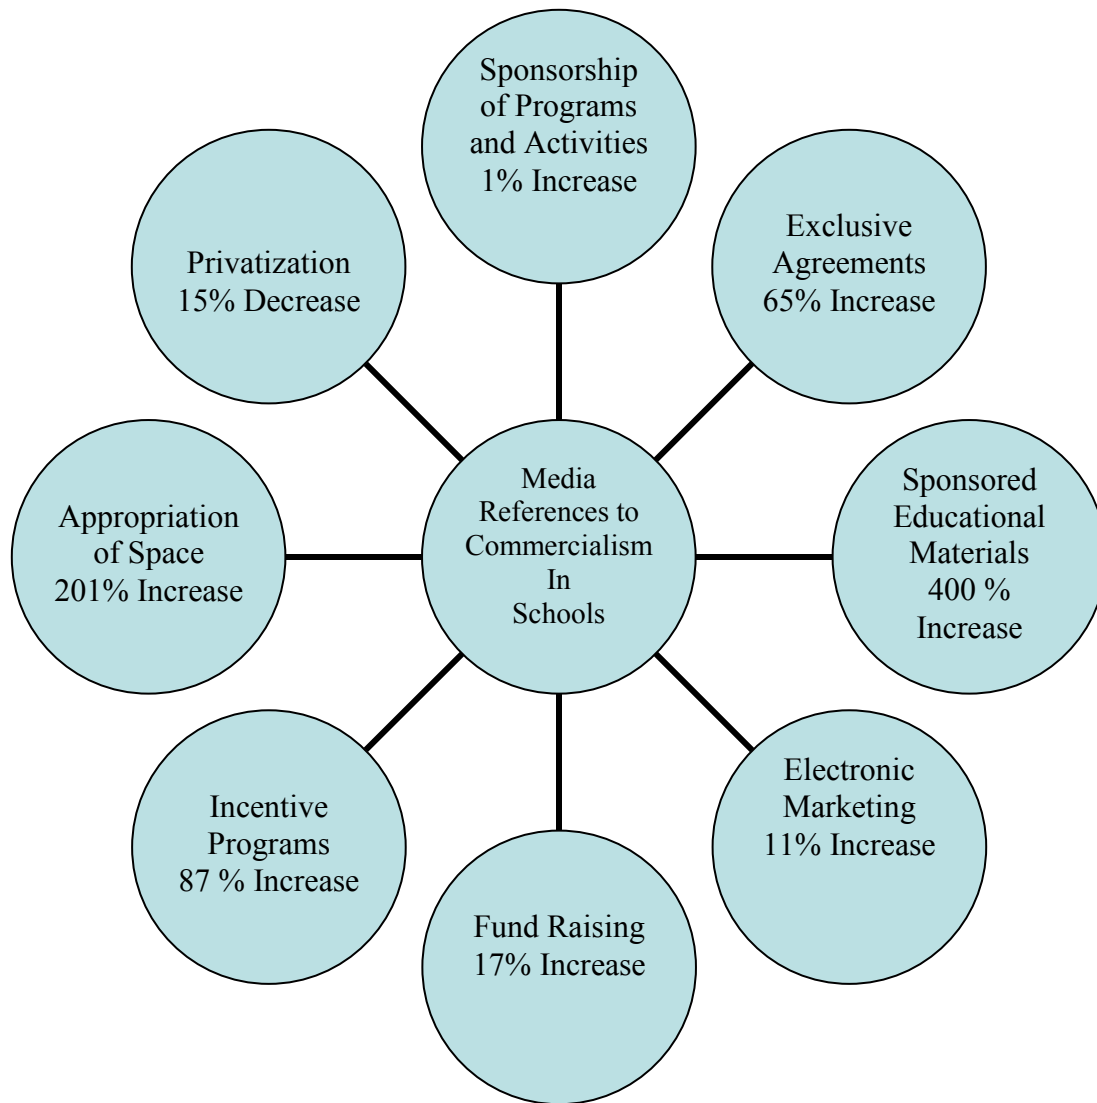 Sponsorship
of Programs
and Activities
1% Increase
Exclusive
Agreements
65% Increase
Sponsored
Educational
Materials
400 %
Increase
Electronic
Marketing
11% Increase
Fund Raising
17% Increase
Incentive
Programs
87 % Increase
Appropriation
of Space
201% Increase
Privatization
15% Decrease
Media
References to
Commercialism
In
Schools